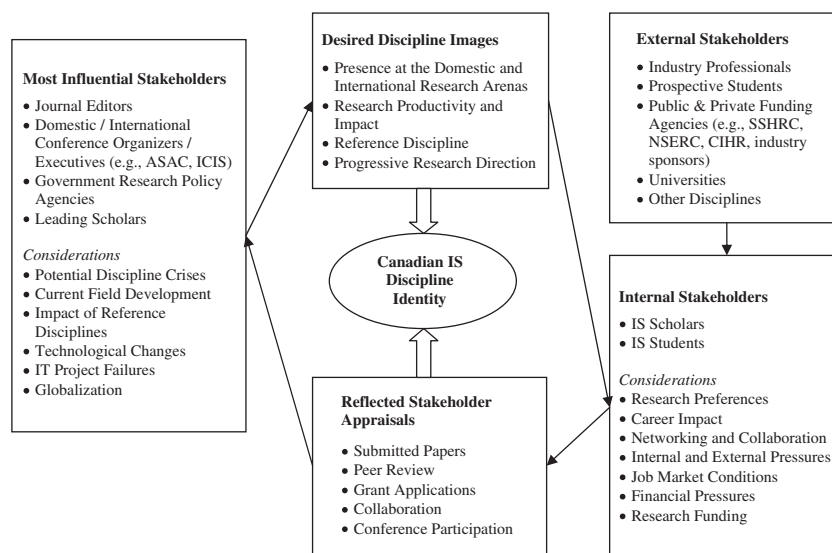 Most Influential Stakeholders
• Journal Editors
• Domestic / International
Conference Organizers /
Executives (e.g., ASAC, ICIS)
• Government Research Policy
Agencies
• Leading Scholars
Considerations
• Potential Discipline Crises
• Current Field Development
• Impact of Reference
Disciplines
• Technological Changes
• IT Project Failures
• Globalization
Desired Discipline Images
• Presence at the Domestic and
International Research Arenas
• Research Productivity and
Impact
• Reference Discipline
• Progressive Research Direction
Canadian IS
Discipline
Identity
Reflected Stakeholder
Appraisals
• Submitted Papers
• Peer Review
• Grant Applications
• Collaboration
• Conference Participation
External Stakeholders
• Industry Professionals
• Prospective Students
• Public & Private Funding
Agencies (e.g., SSHRC,
NSERC, CIHR, industry
sponsors)
• Universities
• Other Disciplines
Internal Stakeholders
• IS Scholars
• IS Students
Considerations
• Research Preferences
• Career Impact
• Networking and Collaboration
• Internal and External Pressures
• Job Market Conditions
• Financial Pressures
• Research Funding